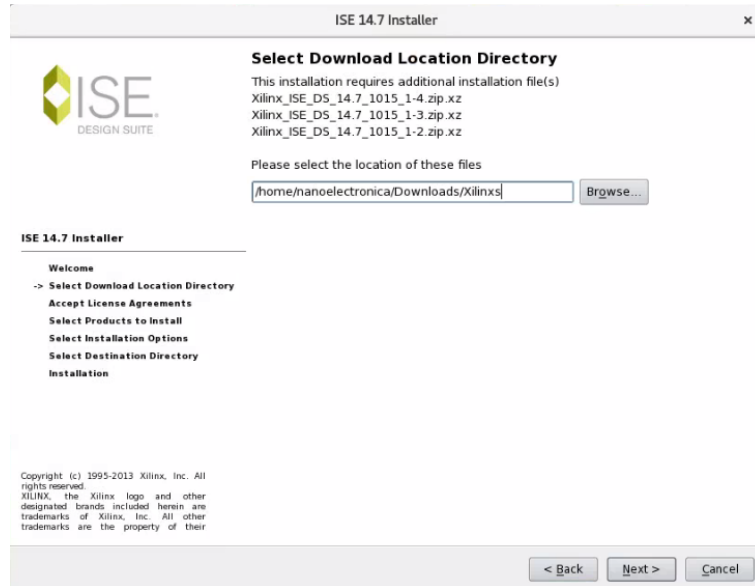 ISE 14.7 Installer
×
ISE.
DESIGN SUITE
Select Download Location Directory
This installation requires additional installation file(s)
Xilinx_ISE_DS_14.7_1015_1-4.zip.xz
Xilinx_ISE_DS_14.7_1015_1-3.zip.xz
Xilinx_ISE_DS_14.7_1015_1-2.zip.xz
Please select the location of these files
/home/nanoelectronica/Downloads/Xilinxs
Browse...
ISE 14.7 Installer
Welcome
-> Select Download Location Directory
Accept License Agreements
Select Products to Install
Select Installation Options
Select Destination Directory
Installation
Copyright (c) 1995-2013 Xilinx, Inc. All
rights reserved.
XILINX, the Xilinx logo and other
designated brands included herein are
trademarks of Xilinx, Inc. All other
trademarks are the property of their
< Back
Next >
Cancel